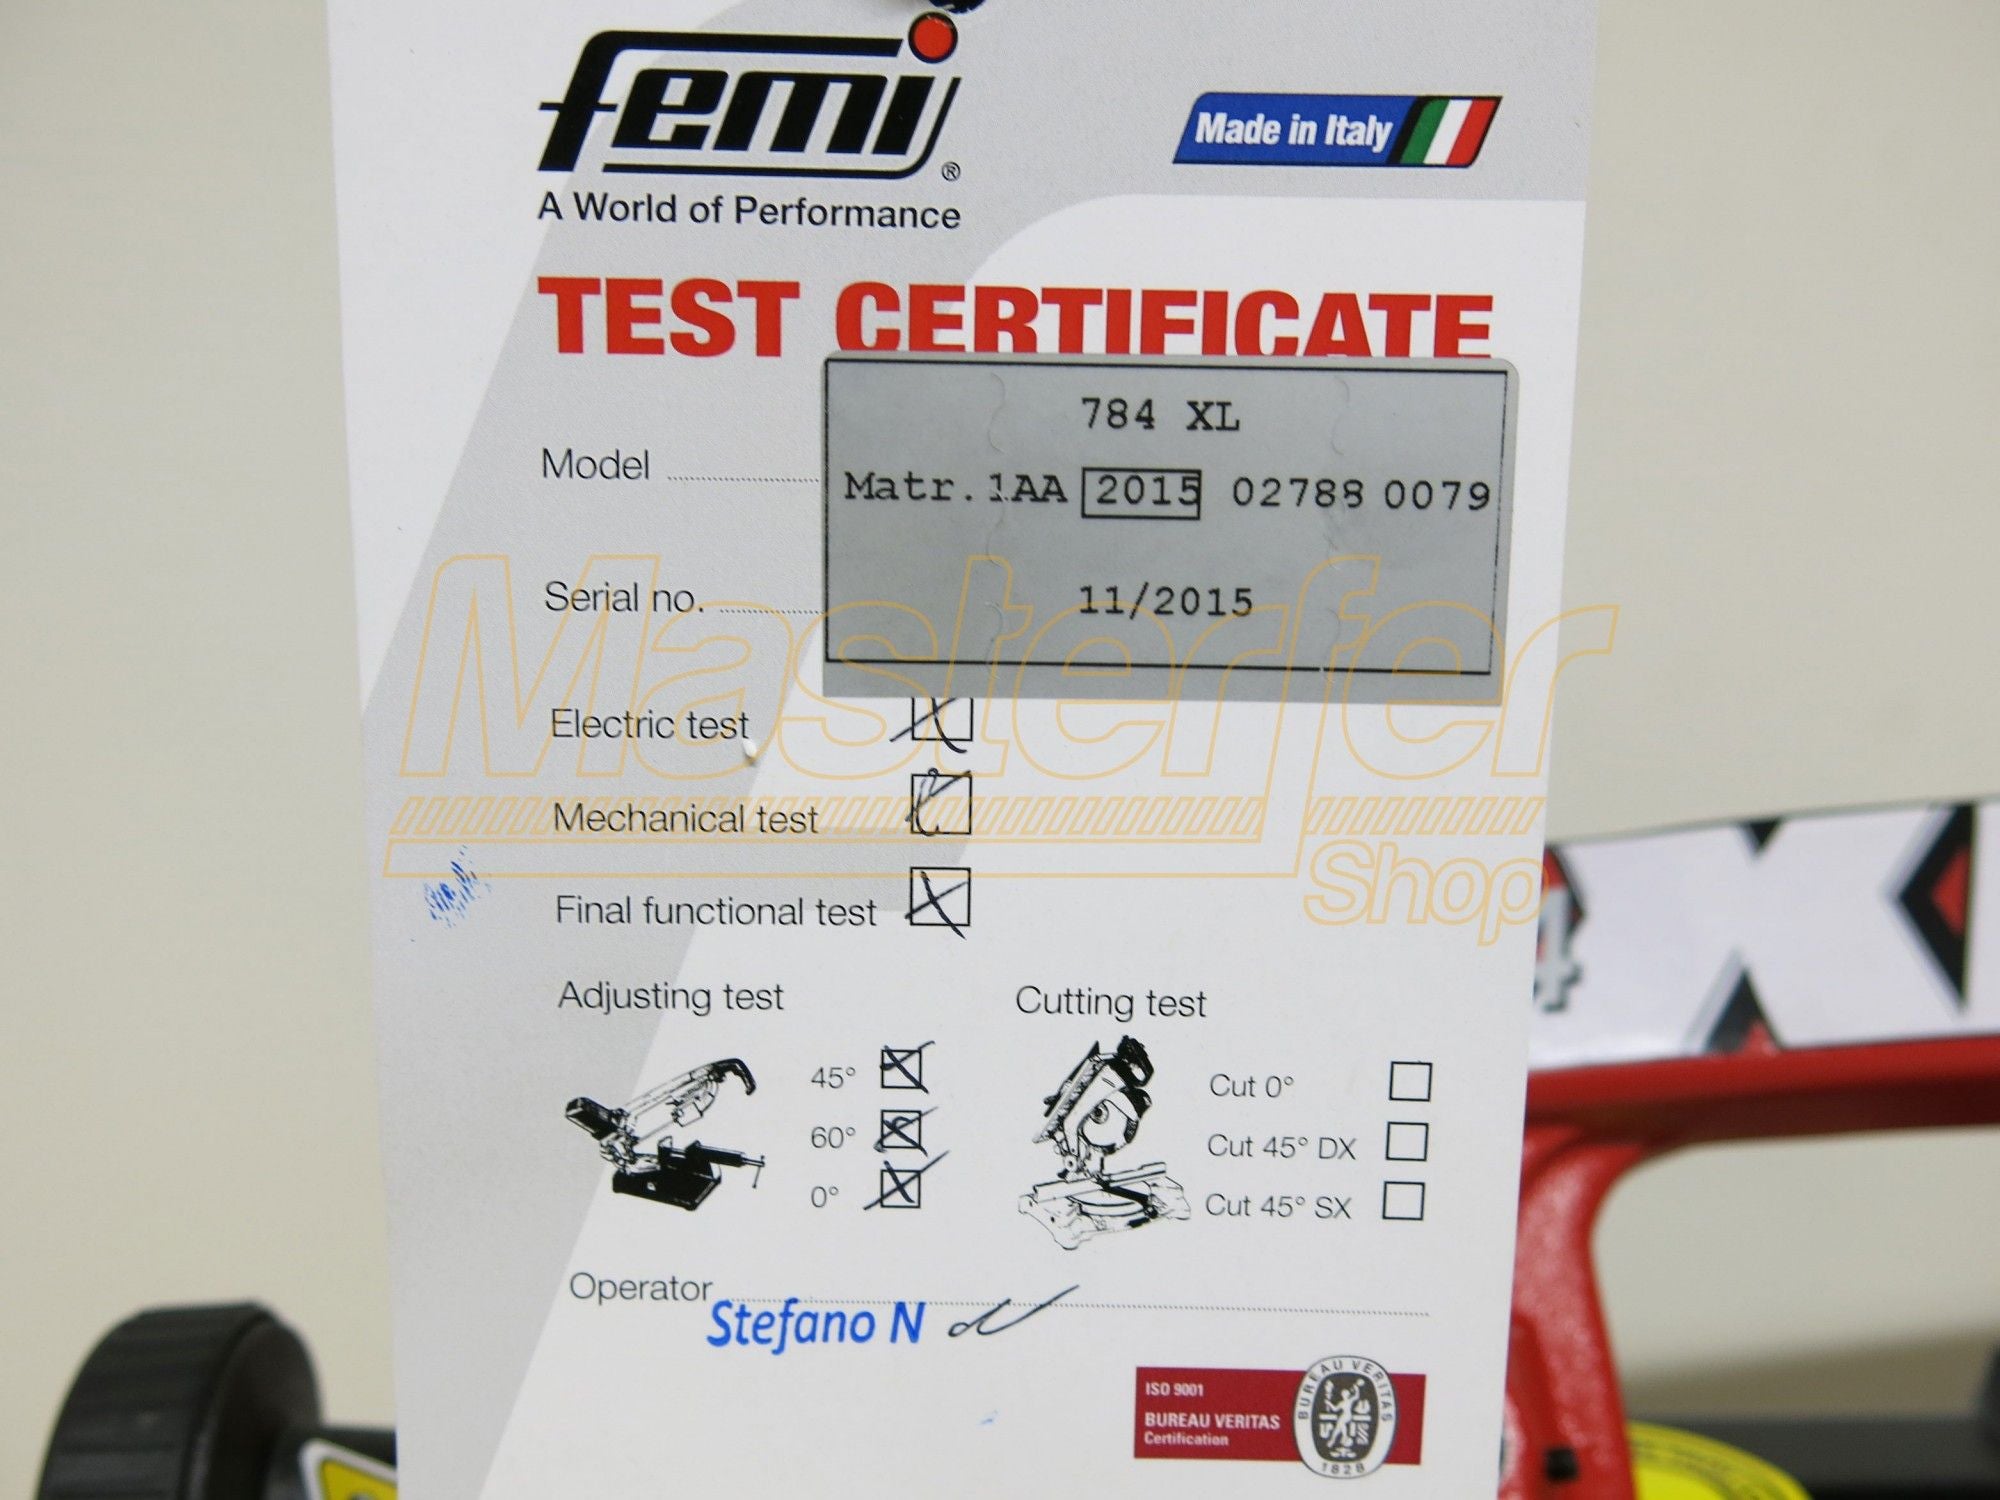 femi®
A World of Performance
Made in Italy
TEST CERTIFICATE
784 XL
Model
Matr. 1AA 2015 02788 0079
Serial no.
11/2015
Masterfer
Shop
Electric test
Mechanical test
Final functional test
Adjusting test
45°
60°
0°
Cutting test
Cut 0°
Cut 45° DX
Cut 45° SX
Operator
Stefano N
ISO 9001
BUREAU VERITAS
Certification
BUREAU VERITAS
1828
4 X